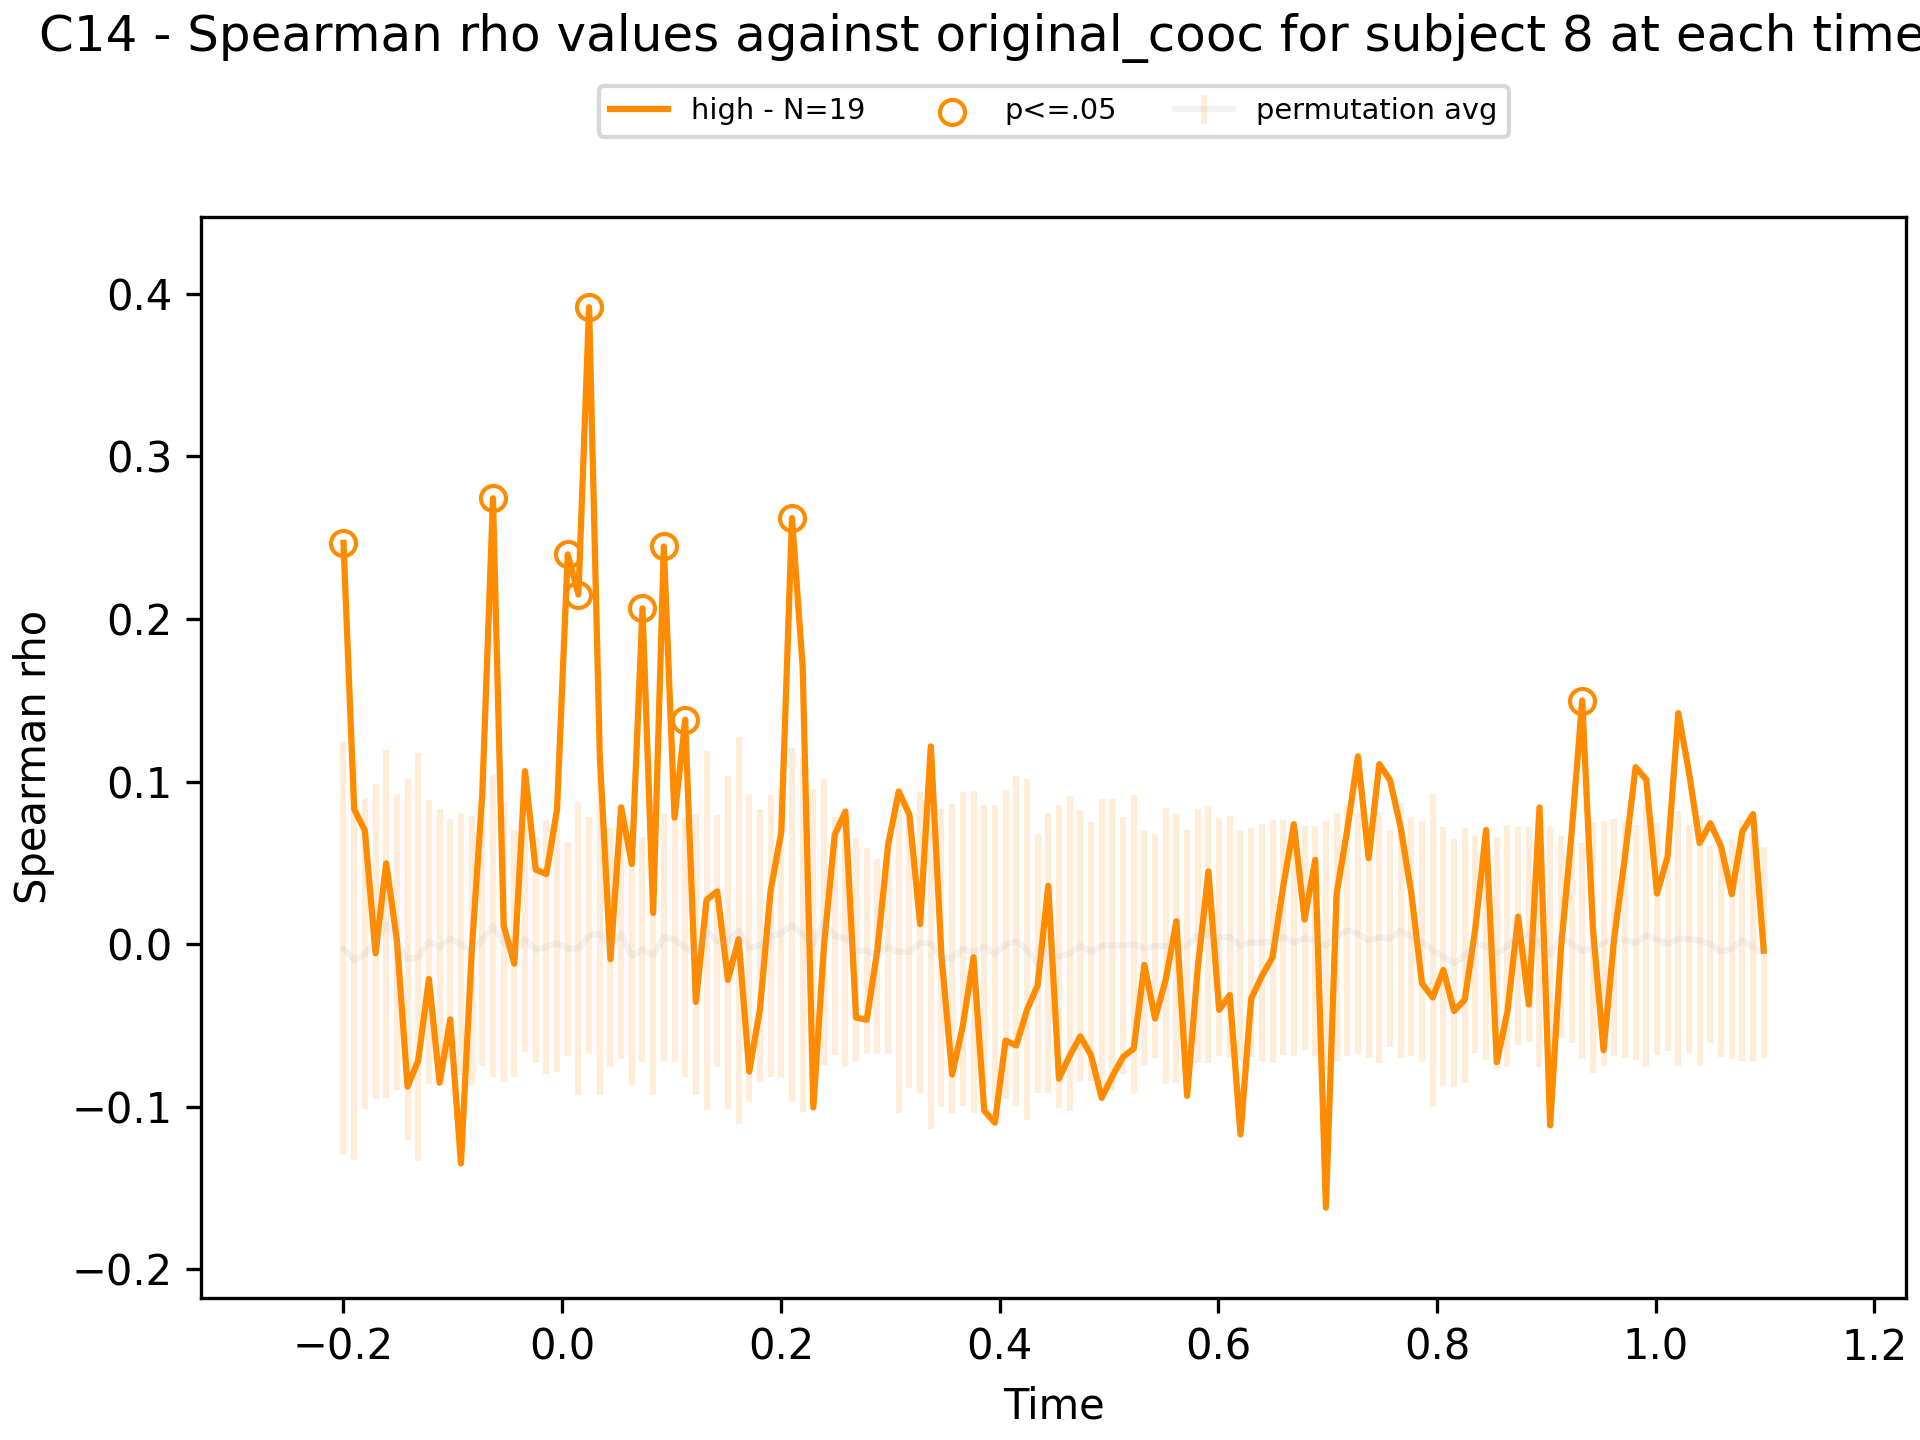 C14 - Spearman rho values against original_cooc for subject 8 at each time
high - N=19 p<=.05 permutation avg
0.4
0.3
0.2
0.1
0.0
−0.1
−0.2
Spearman rho
−0.2 0.0 0.2 0.4 0.6 0.8 1.0 1.2
Time